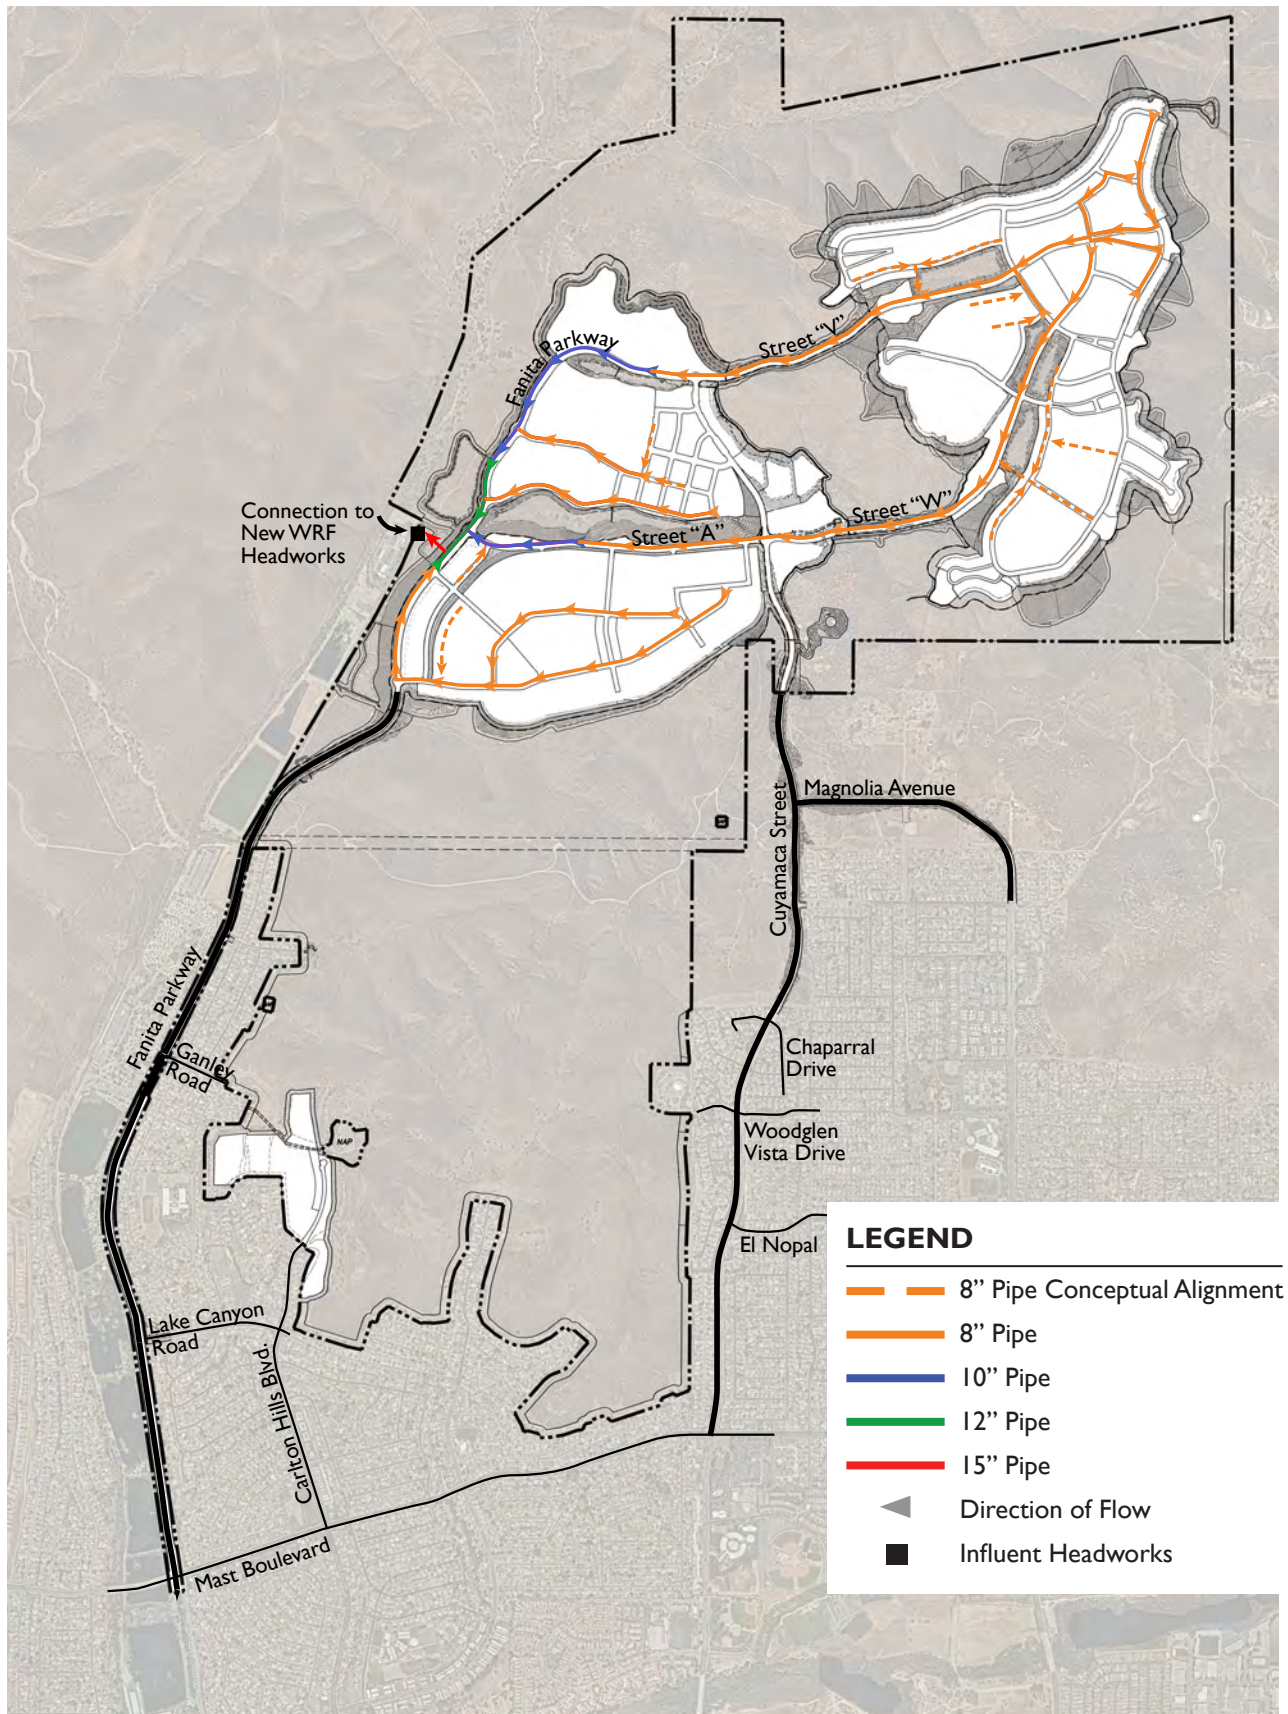 Street “V”
Fanita Parkway
Street “W”
Street “A”
Connection to
New WRF
Headworks
Magnolia Avenue
Cuyamaca Street
Fanita Parkway
Ganley
Road
Chaparral
Drive
NAP
Woodglen
Vista Drive
El Nopal
Lake Canyon
Road
Carlton Hills Blvd.
Mast Boulevard
LEGEND
8” Pipe Conceptual Alignment
8” Pipe
10” Pipe
12” Pipe
15” Pipe
Direction of Flow
Influent Headworks